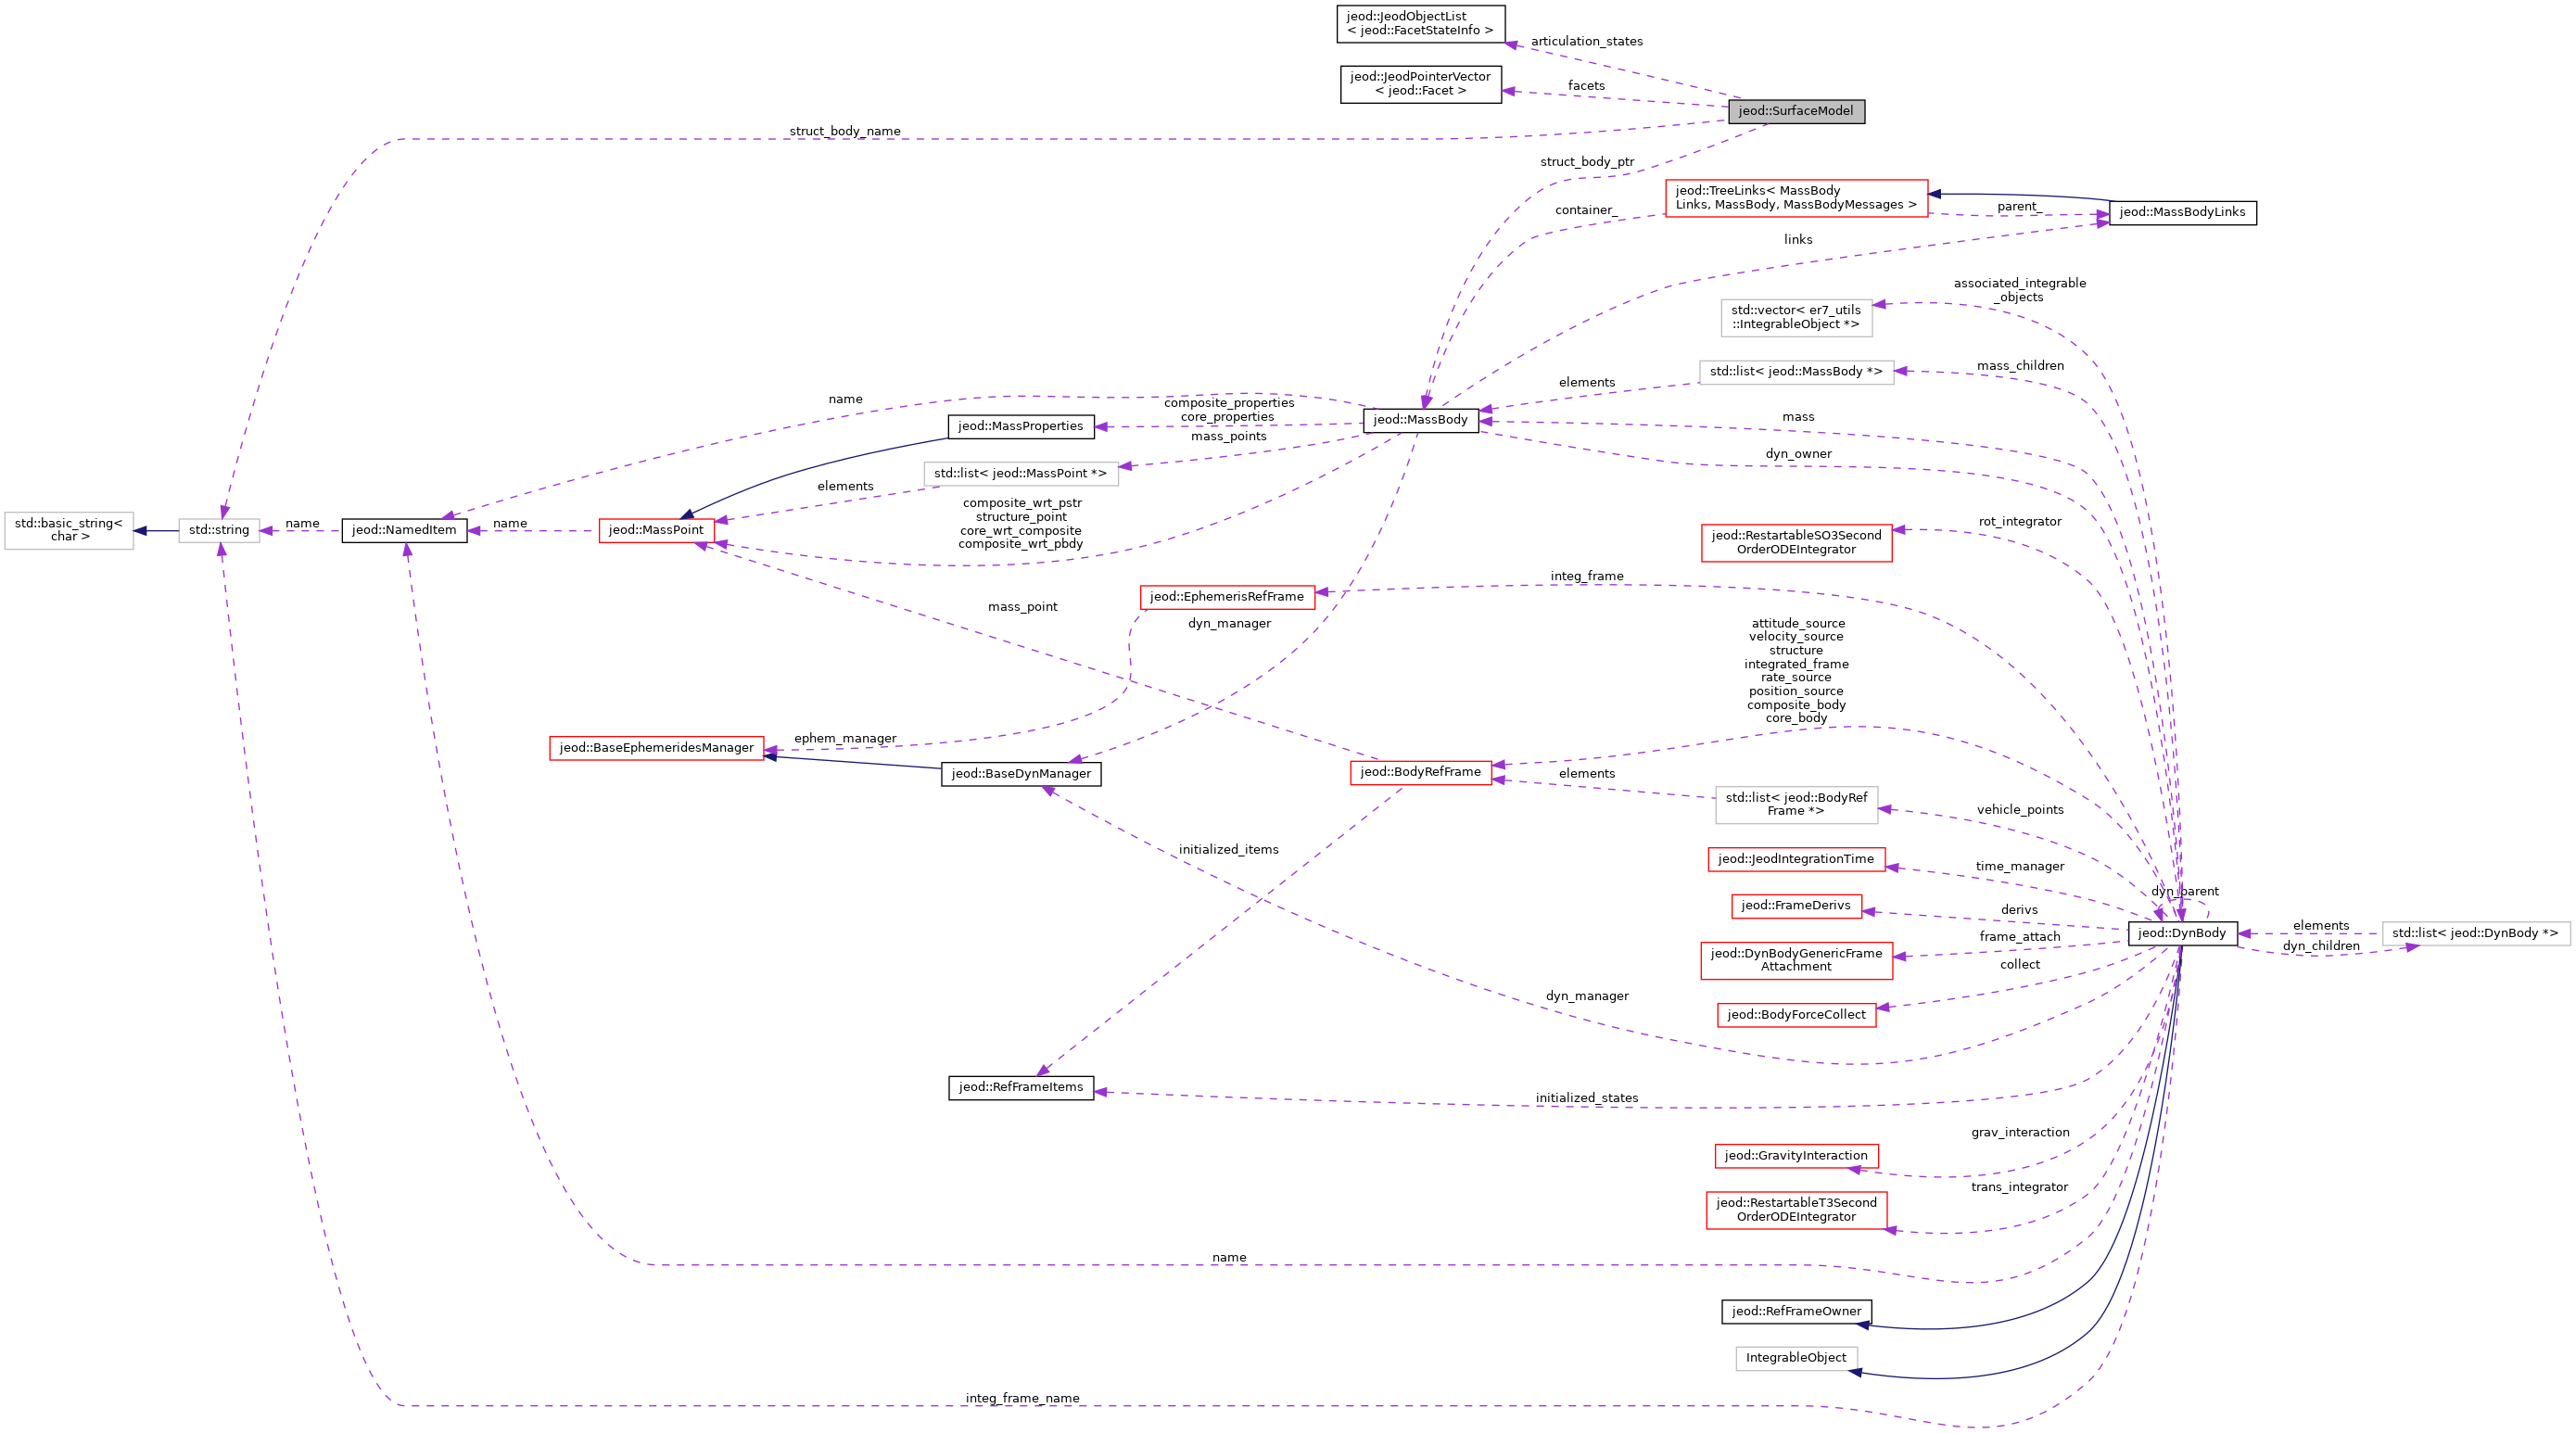 jeod::JeodObjectList
< jeod::FacetStateInfo >
articulation_states
jeod::JeodPointerVector
< jeod::Facet >
facets
jeod::SurfaceModel
struct_body_name
struct_body_ptr
jeod::TreeLinks< MassBody
Links, MassBody, MassBodyMessages >
container_
parent_
jeod::MassBodyLinks
links
associated_integrable
_objects
std::vector< er7_utils
::IntegrableObject *>
mass_children
std::list< jeod::MassBody *>
elements
name
composite_properties
core_properties
jeod::MassProperties
jeod::MassBody
mass
mass_points
dyn_owner
std::list< jeod::MassPoint *>
elements
composite_wrt_pstr
structure_point
core_wrt_composite
composite_wrt_pbdy
std::basic_string<
char >
std::string
name
jeod::NamedItem
name
jeod::MassPoint
rot_integrator
jeod::RestartableSO3Second
OrderODEIntegrator
integ_frame
jeod::EphemerisRefFrame
mass_point
dyn_manager
attitude_source
velocity_source
structure
integrated_frame
rate_source
position_source
composite_body
core_body
ephem_manager
jeod::BaseEphemeridesManager
jeod::BaseDynManager
jeod::BodyRefFrame
elements
std::list< jeod::BodyRef
Frame *>
vehicle_points
initialized_items
jeod::JeodIntegrationTime
time_manager
dyn_parent
jeod::FrameDerivs
derivs
jeod::DynBody
elements
dyn_children
std::list< jeod::DynBody *>
frame_attach
jeod::DynBodyGenericFrame
Attachment
collect
dyn_manager
jeod::BodyForceCollect
jeod::RefFrameItems
initialized_states
grav_interaction
jeod::GravityInteraction
trans_integrator
jeod::RestartableT3Second
OrderODEIntegrator
name
jeod::RefFrameOwner
IntegrableObject
integ_frame_name